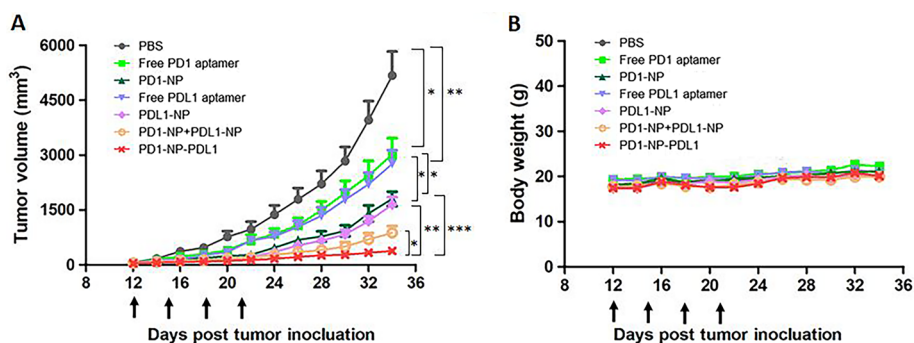 A
Tumor volume (mm³)
6000
4500
3000
1500
0
PBS
Free PD1 aptamer
PD1-NP
Free PDL1 aptamer
PDL1-NP
PD1-NP+PDL1-NP
PD1-NP-PDL1
* **
* **
** ***
*
8 12 16 20 24 28 32 36
Days post tumor inocluation
B
Body weight (g)
50
40
30
20
10
0
PBS
Free PD1 aptamer
PD1-NP
Free PDL1 aptamer
PDL1-NP
PD1-NP+PDL1-NP
PD1-NP-PDL1
8 12 16 20 24 28 32 36
Days post tumor inocluation